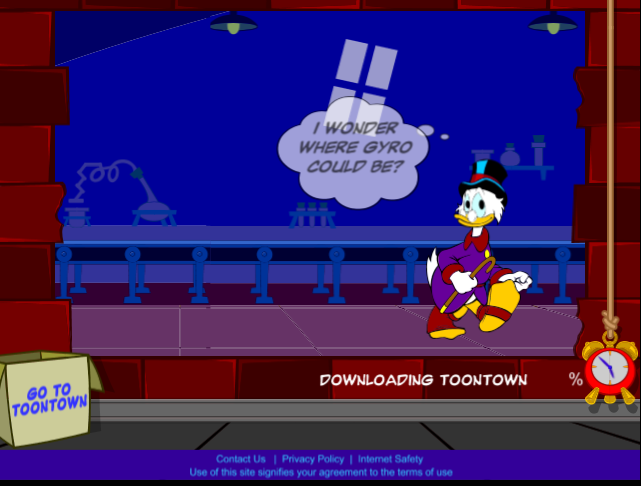 I WONDER
WHERE GYRO
COULD BE?
GO TO
TOONTOWN
DOWNLOADING TOONTOWN %
Contact Us | Privacy Policy | Internet Safety
Use of this site signifies your agreement to the terms of use